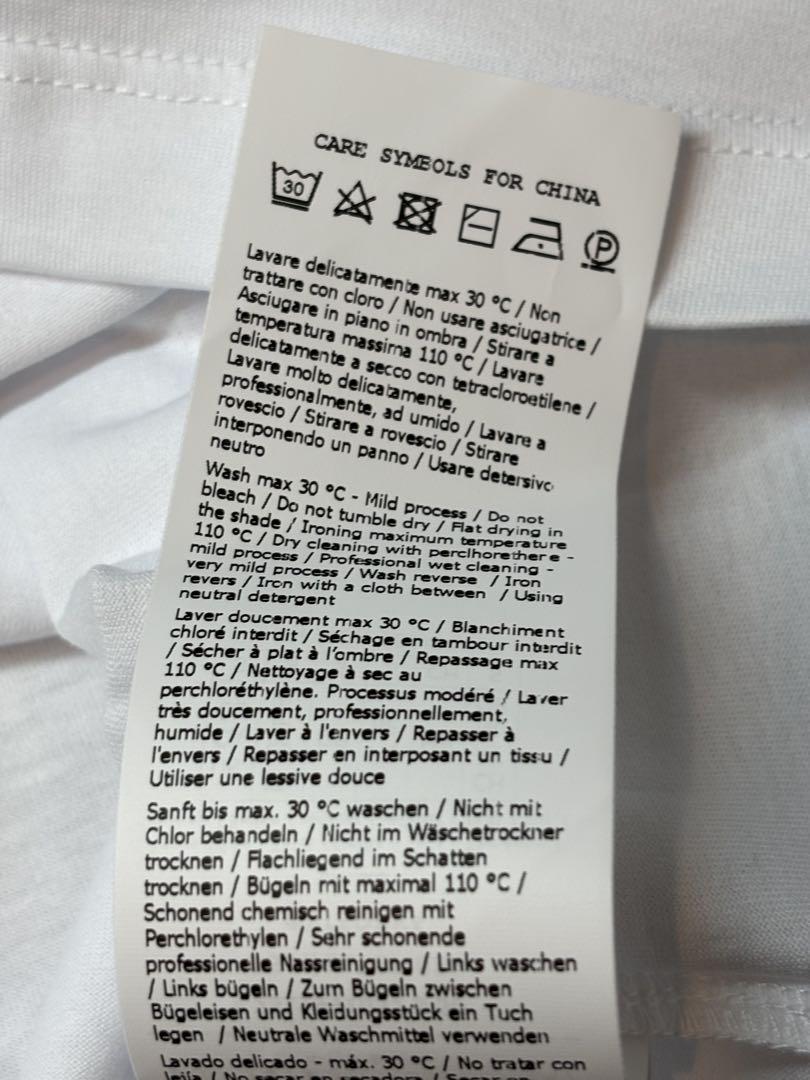 CARE SYMBOLS FOR CHINA
30 P
Lavare delicatamente max 30 °C / Non
trattare con cloro / Non usare asciugatrice /
Asciugare in piano in ombra / Stirare a
temperatura massima 110 °C / Lavare
delicatamente a secco con tetracloroetilene /
Lavare molto delicatamente,
professionalmente, ad umido / Lavare a
rovescio / Stirare a rovescio / Stirare
interponendo un panno / Usare detersivo
neutro
Wash max 30 °C - Mild process / Do not
bleach / Do not tumble dry / Flat drying in
the shade / Ironing maximum temperature
110 °C / Dry cleaning with perclhorethere -
mild process / Professional wet cleaning -
very mild process / Wash reverse / Iron
revers / Iron with a cloth between / Using
neutral detergent
Laver doucement max 30 °C / Blanchiment
chloré interdit / Séchage en tambour interdit
/ Sécher à plat à l'ombre / Repassage max
110 °C / Nettoyage à sec au
perchloréthylène. Processus modéré / Laver
très doucement, professionnellement,
humide / Laver à l'envers / Repasser à
l'envers / Repasser en interposant un tissu /
Utiliser une lessive douce
Sanft bis max. 30 °C waschen / Nicht mit
Chlor behandeln / Nicht im Wäschetrockner
trocknen / Flachliegend im Schatten
trocknen / Bügeln mit maximal 110 °C /
Schonend chemisch reinigen mit
Perchlorethylen / Sehr schonende
professionelle Nassreinigung / Links waschen
/ Links bügeln / Zum Bügeln zwischen
Bügeleisen und Kleidungsstück ein Tuch
legen / Neutrale Waschmittel verwenden
Lavado delicado - máx. 30 °C / No tratar con
lejía / No secar en secadora / Secar en